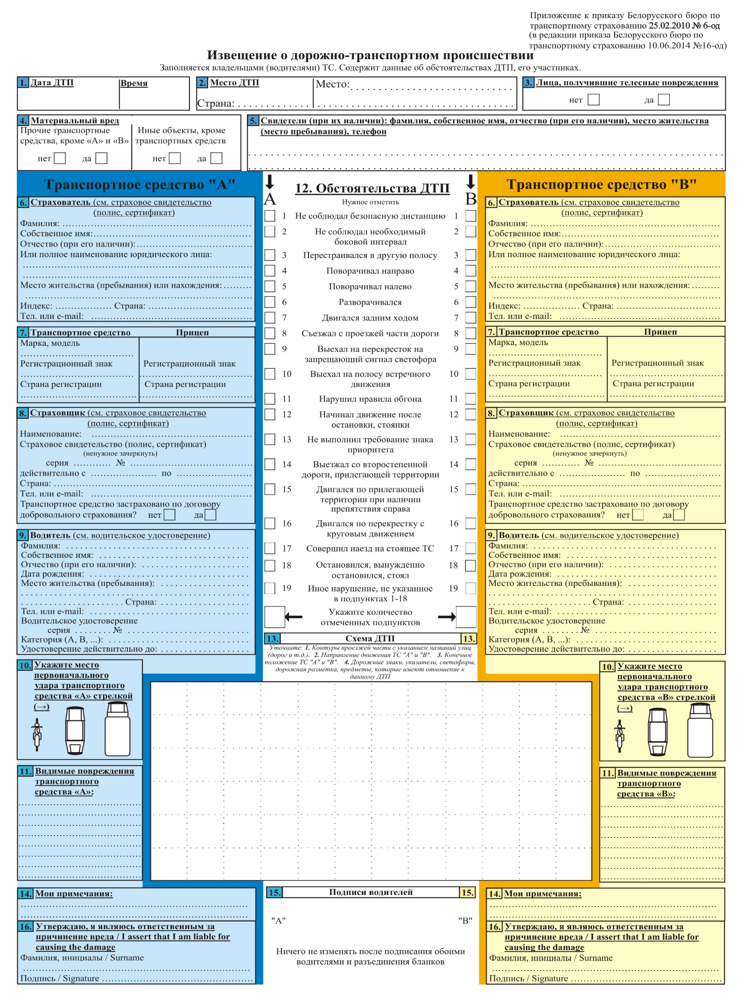 Приложение к приказу Белорусского бюро по
транспортному страхованию 25.02.2010 № 6-од
(в редакции приказа Белорусского бюро по
транспортному страхованию 10.06.2014 №16-од)
Извещение о дорожно-транспортном происшествии
Заполняется владельцами (водителями) ТС. Содержит данные об обстоятельствах ДТП, его участниках.
1. Дата ДТП Время
2. Место ДТП Место:
Страна:
3. Лица, получившие телесные повреждения
нет да
4. Материальный вред
Прочие транспортные
средства, кроме «А» и «В»
нет да
Иные объекты, кроме
транспортных средств
нет да
5. Свидетели (при их наличии): фамилия, собственное имя, отчество (при его наличии), место жительства
(место пребывания), телефон
Транспортное средство "А"
6. Страхователь (см. страховое свидетельство
(полис, сертификат)
Фамилия:
Собственное имя:
Отчество (при его наличии):
Или полное наименование юридического лица:
Место жительства (пребывания) или нахождения:
Индекс: Страна:
Тел. или e-mail:
7. Транспортное средство Прицеп
Марка, модель
Регистрационный знак Регистрационный знак
Страна регистрации Страна регистрации
8. Страховщик (см. страховое свидетельство
(полис, сертификат)
Наименование:
Страховое свидетельство (полис, сертификат)
(ненужное зачеркнуть)
серия №
действительно с по
Страна:
Тел. или e-mail:
Транспортное средство застраховано по договору
добровольного страхования? нет да
9. Водитель (см. водительское удостоверение)
Фамилия:
Собственное имя:
Отчество (при его наличии):
Дата рождения:
Место жительства (пребывания):
Страна:
Тел. или e-mail:
Водительское удостоверение
серия №
Категория (А, В, ...):
Удостоверение действительно до:
10. Укажите место
первоначального
удара транспортного
средства «А» стрелкой
(→)
11. Видимые повреждения
транспортного
средства «А»:
14. Мои примечания:
16. Утверждаю, я являюсь ответственным за
причинение вреда / I assert that I am liable for
causing the damage
Фамилия, инициалы / Surname
Подпись / Signature
12. Обстоятельства ДТП
А Нужное отметить В
1 Не соблюдал безопасную дистанцию 1
2 Не соблюдал необходимый 2
боковой интервал
3 Перестраивался в другую полосу 3
4 Поворачивал направо 4
5 Поворачивал налево 5
6 Разворачивался 6
7 Двигался задним ходом 7
8 Съезжал с проезжей части дороги 8
9 Выехал на перекресток на 9
запрещающий сигнал светофора
10 Выехал на полосу встречного 10
движения
11 Нарушил правила обгона 11
12 Начинал движение после 12
остановки, стоянки
13 Не выполнил требование знака 13
приоритета
14 Выезжал со второстепенной 14
дороги, прилегающей территории
15 Двигался по прилегающей 15
территории при наличии
препятствия справа
16 Двигался по перекрестку с 16
круговым движением
17 Совершил наезд на стоящее ТС 17
18 Остановился, вынужденно 18
остановился, стоял
19 Иное нарушение, не указанное 19
в подпунктах 1-18
Укажите количество
отмеченных подпунктов
13. Схема ДТП 13.
Уточните: 1. Контуры проезжей части с указанием названий улиц
(дорог и т.д.). 2. Направление движения ТС "А" и "В". 3. Конечное
положение ТС "А" и "В". 4. Дорожные знаки, указатели, светофоры,
дорожная разметка, предметы, которые имеют отношение к
данному ДТП
15. Подписи водителей 15.
"А" "В"
Ничего не изменять после подписания обоими
водителями и разъединения бланков
Транспортное средство "В"
6. Страхователь (см. страховое свидетельство
(полис, сертификат)
Фамилия:
Собственное имя:
Отчество (при его наличии):
Или полное наименование юридического лица:
Место жительства (пребывания) или нахождения:
Индекс: Страна:
Тел. или e-mail:
7. Транспортное средство Прицеп
Марка, модель
Регистрационный знак Регистрационный знак
Страна регистрации Страна регистрации
8. Страховщик (см. страховое свидетельство
(полис, сертификат)
Наименование:
Страховое свидетельство (полис, сертификат)
(ненужное зачеркнуть)
серия №
действительно с по
Страна:
Тел. или e-mail:
Транспортное средство застраховано по договору
добровольного страхования? нет да
9. Водитель (см. водительское удостоверение)
Фамилия:
Собственное имя:
Отчество (при его наличии):
Дата рождения:
Место жительства (пребывания):
Страна:
Тел. или e-mail:
Водительское удостоверение
серия №
Категория (А, В, ...):
Удостоверение действительно до:
10. Укажите место
первоначального
удара транспортного
средства «В» стрелкой
(→)
11. Видимые повреждения
транспортного
средства «В»:
14. Мои примечания:
16. Утверждаю, я являюсь ответственным за
причинение вреда / I assert that I am liable for
causing the damage
Фамилия, инициалы / Surname
Подпись / Signature